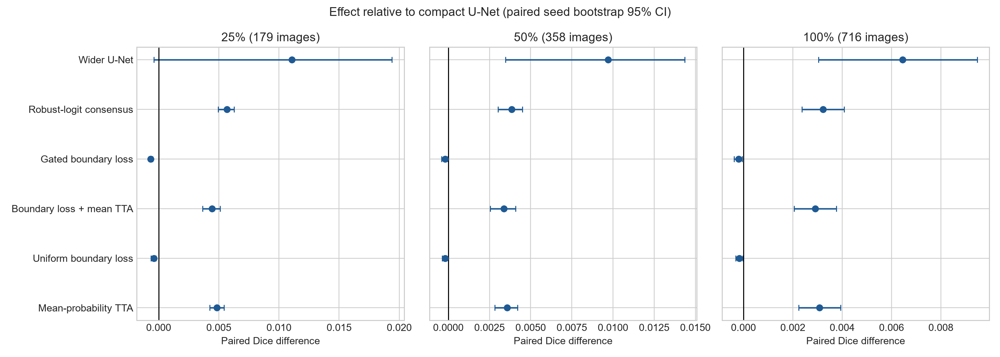 Effect relative to compact U-Net (paired seed bootstrap 95% CI)
25% (179 images)
50% (358 images)
100% (716 images)
Wider U-Net
Robust-logit consensus
Gated boundary loss
Boundary loss + mean TTA
Uniform boundary loss
Mean-probability TTA
0.000 0.005 0.010 0.015 0.020
0.0000 0.0025 0.0050 0.0075 0.0100 0.0125 0.0150
0.000 0.002 0.004 0.006 0.008
Paired Dice difference
Paired Dice difference
Paired Dice difference